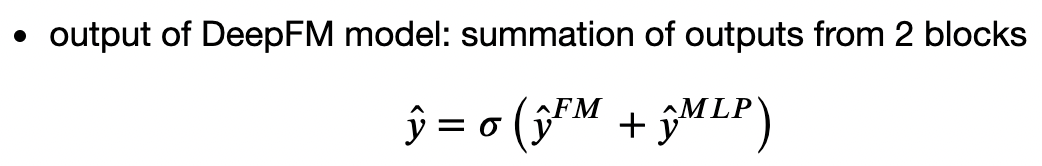 • output of DeepFM model: summation of outputs from 2 blocks
ŷ = σ (ŷ^{FM} + ŷ^{MLP})